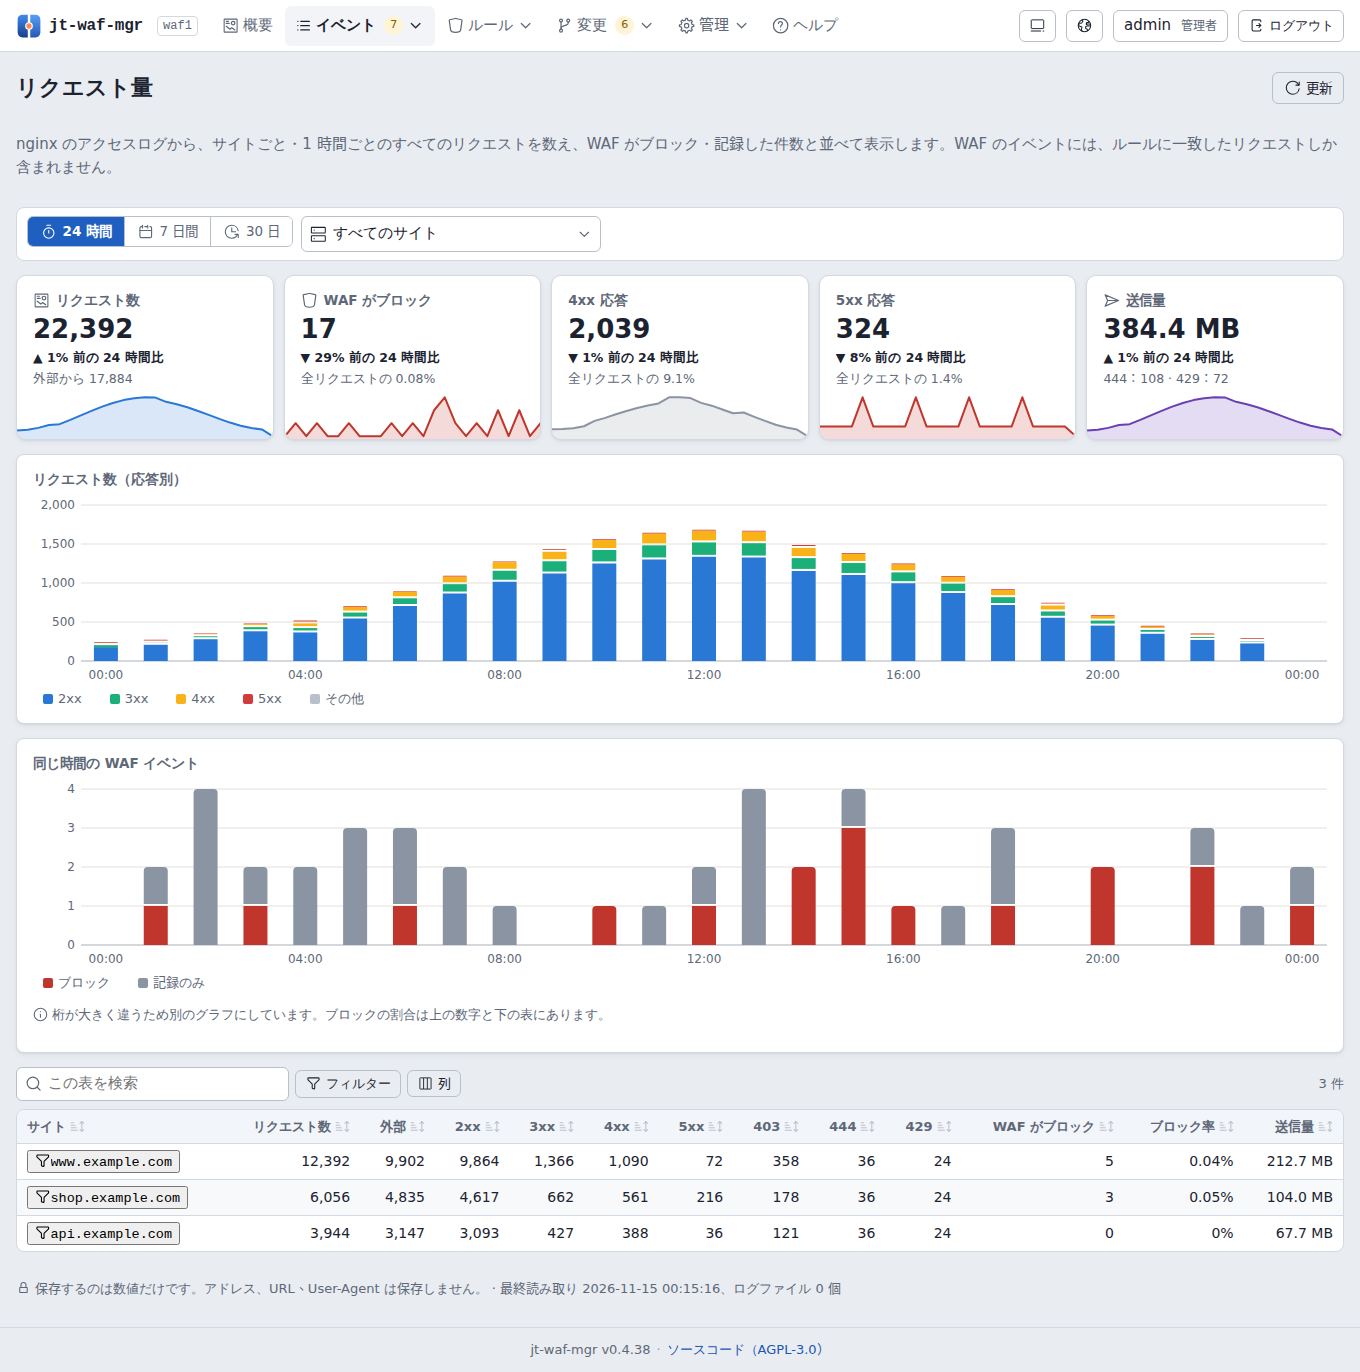 jt-waf-mgr waf1 概要 イベント 7 ルール 変更 6 管理 ヘルプ admin 管理者 ログアウト
リクエスト量 更新
nginx のアクセスログから、サイトごと・1 時間ごとのすべてのリクエストを数え、WAF がブロック・記録した件数と並べて表示します。WAF のイベントには、ルールに一致したリクエストしか
含まれません。
24 時間 7 日間 30 日 すべてのサイト
リクエスト数 WAF がブロック 4xx 応答 5xx 応答 送信量
22,392 17 2,039 324 384.4 MB
▲ 1% 前の 24 時間比 ▼ 29% 前の 24 時間比 ▼ 1% 前の 24 時間比 ▼ 8% 前の 24 時間比 ▲ 1% 前の 24 時間比
外部から 17,884 全リクエストの 0.08% 全リクエストの 9.1% 全リクエストの 1.4% 444：108 · 429：72
リクエスト数（応答別）
2,000
1,500
1,000
500
0
00:00 04:00 08:00 12:00 16:00 20:00 00:00
2xx 3xx 4xx 5xx その他
同じ時間の WAF イベント
4
3
2
1
0
00:00 04:00 08:00 12:00 16:00 20:00 00:00
ブロック 記録のみ
桁が大きく違うため別のグラフにしています。ブロックの割合は上の数字と下の表にあります。
この表を検索 フィルター 列 3 件
サイト リクエスト数 外部 2xx 3xx 4xx 5xx 403 444 429 WAF がブロック ブロック率 送信量
www.example.com 12,392 9,902 9,864 1,366 1,090 72 358 36 24 5 0.04% 212.7 MB
shop.example.com 6,056 4,835 4,617 662 561 216 178 36 24 3 0.05% 104.0 MB
api.example.com 3,944 3,147 3,093 427 388 36 121 36 24 0 0% 67.7 MB
保存するのは数値だけです。アドレス、URL、User-Agent は保存しません。 · 最終読み取り 2026-11-15 00:15:16、ログファイル 0 個
jt-waf-mgr v0.4.38 · ソースコード（AGPL-3.0）